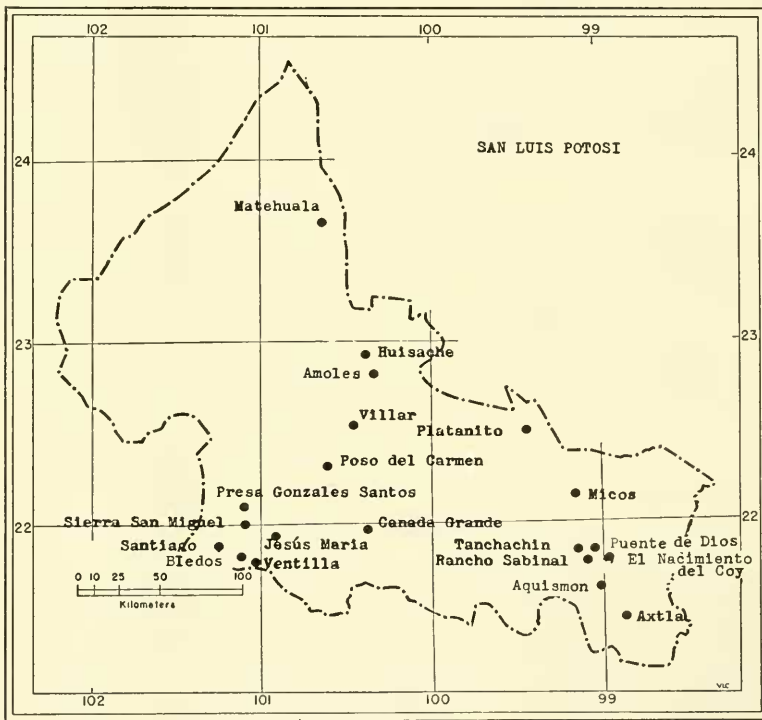 102 101 100 99
SAN LUIS POTOSI
24 24
Matehuala
23 23
Huisache
Amoles
Villar
Platanito
Poso del Carmen
Micos
Presa Gonzales Santos
Sierra San Miguel
22 22
Canada Grande
Santiago
Jesús Maria
Bledos
Ventilla
Tanchachin
Puente de Dios
Rancho Sabinal
El Nacimiento
del Coy
Aquismon
Axtla
0 10 25 50 100
Kilometers
VLC
102 101 100 99